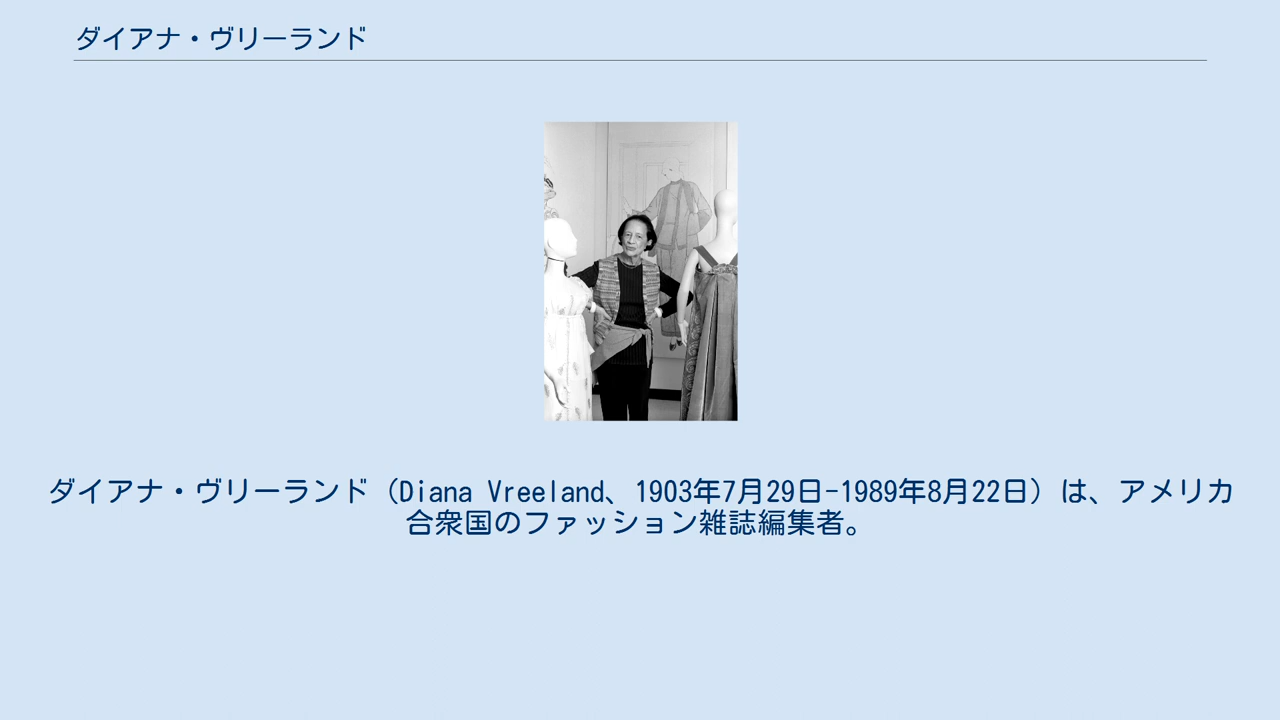 ダイアナ・ヴリーランド
ダイアナ・ヴリーランド（Diana Vreeland、1903年7月29日-1989年8月22日）は、アメリカ
合衆国のファッション雑誌編集者。